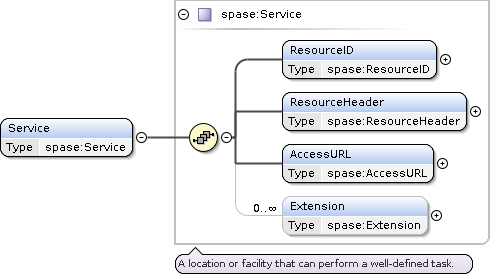 spase:Service
ResourceID
Type spase:ResourceID
ResourceHeader
Type spase:ResourceHeader
Service
Type spase:Service
AccessURL
Type spase:AccessURL
0..∞
Extension
Type spase:Extension
A location or facility that can perform a well-defined task.